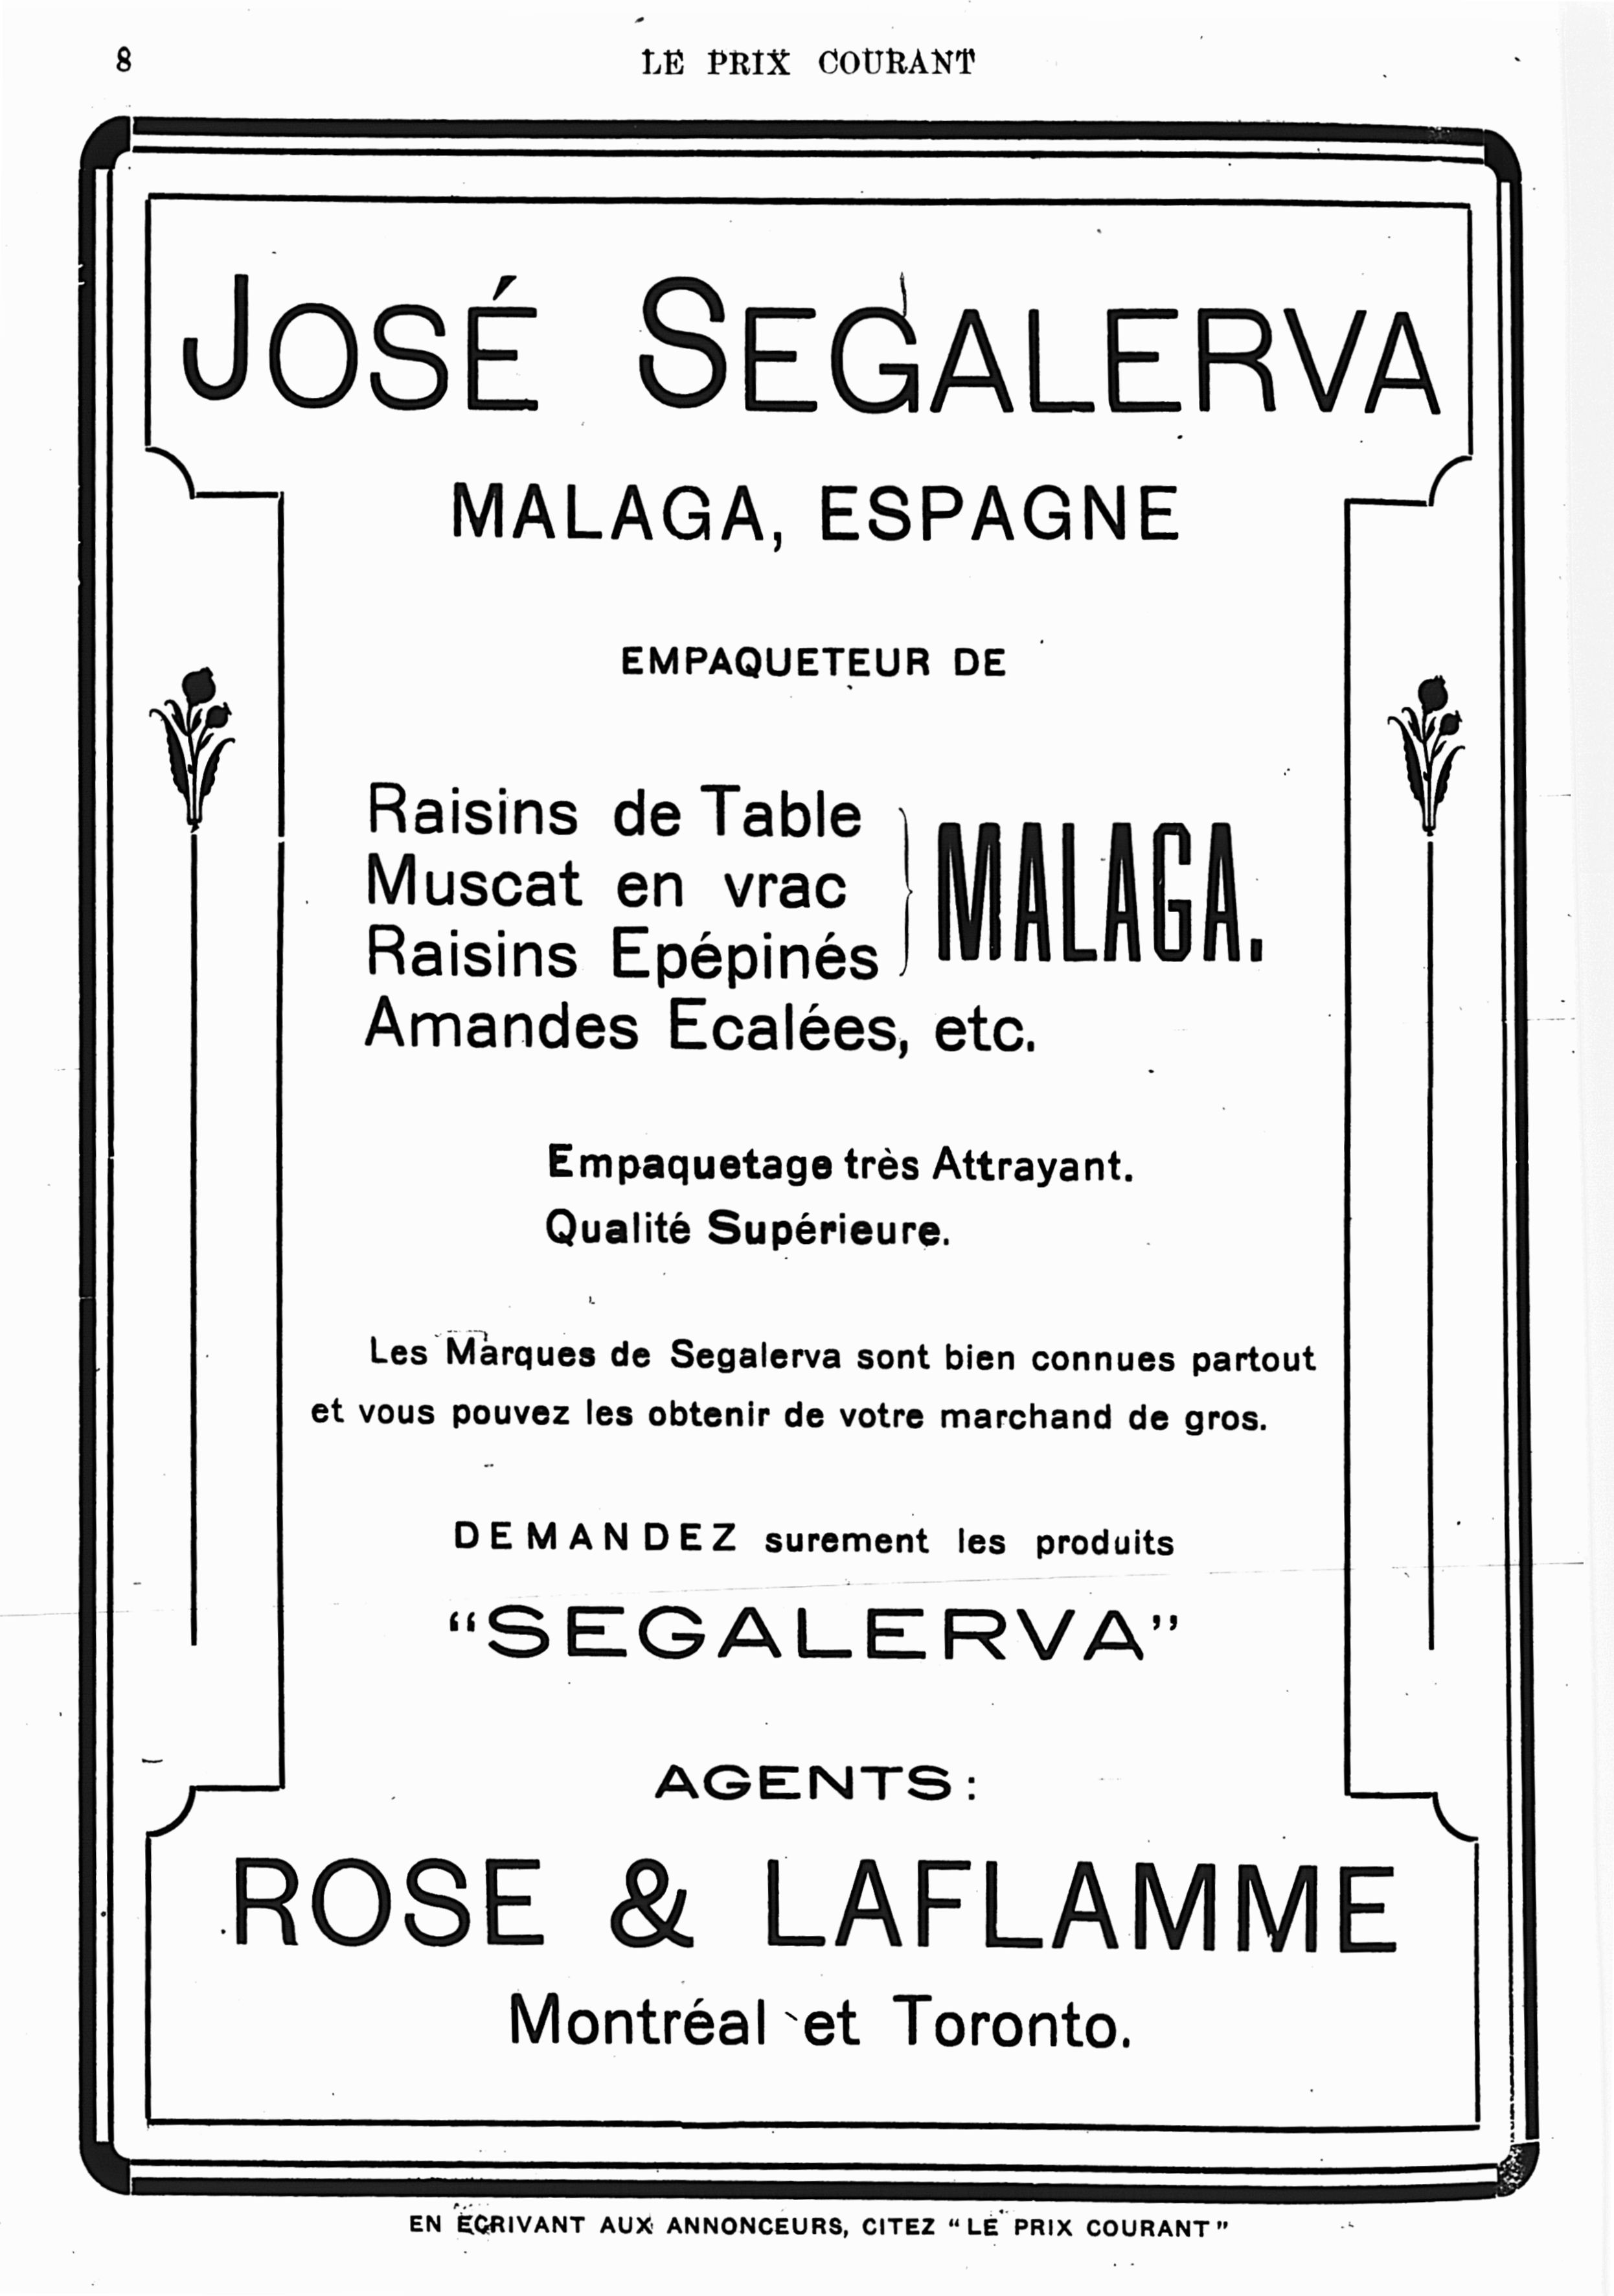 8
LE PRIX COURANT
JOSÉ SEGALERVA
MALAGA, ESPAGNE
EMPAQUETEUR DE
Raisins de Table
Muscat en vrac
Raisins Epépinés
MALAGA.
Amandes Ecalées, etc.
Empaquetage très Attrayant.
Qualité Supérieure.
Les Marques de Segalerva sont bien connues partout
et vous pouvez les obtenir de votre marchand de gros.
DEMANDEZ surement les produits
“SEGALERVA”
AGENTS:
ROSE & LAFLAMME
Montréal et Toronto.
EN ECRIVANT AUX ANNONCEURS, CITEZ “LE PRIX COURANT”